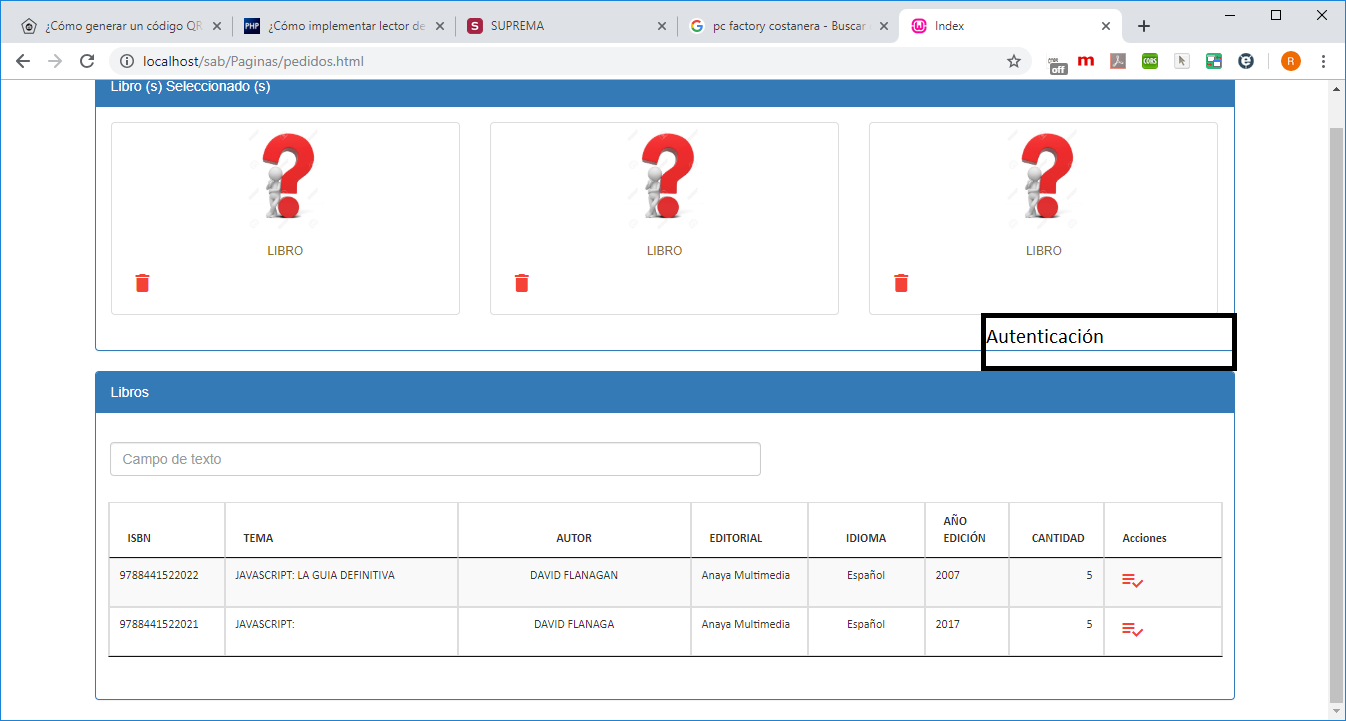 ¿Cómo generar un código QR
¿Cómo implementar lector de
SUPREMA
pc factory costanera - Buscar
Index
localhost/sab/Paginas/pedidos.html
off
m
CORS
R
Libro (s) Seleccionado (s)
LIBRO
LIBRO
LIBRO
Autenticación
Libros
Campo de texto
ISBN TEMA AUTOR EDITORIAL IDIOMA AÑO EDICIÓN CANTIDAD Acciones
9788441522022 JAVASCRIPT: LA GUIA DEFINITIVA DAVID FLANAGAN Anaya Multimedia Español 2007 5
9788441522021 JAVASCRIPT: DAVID FLANAGA Anaya Multimedia Español 2017 5